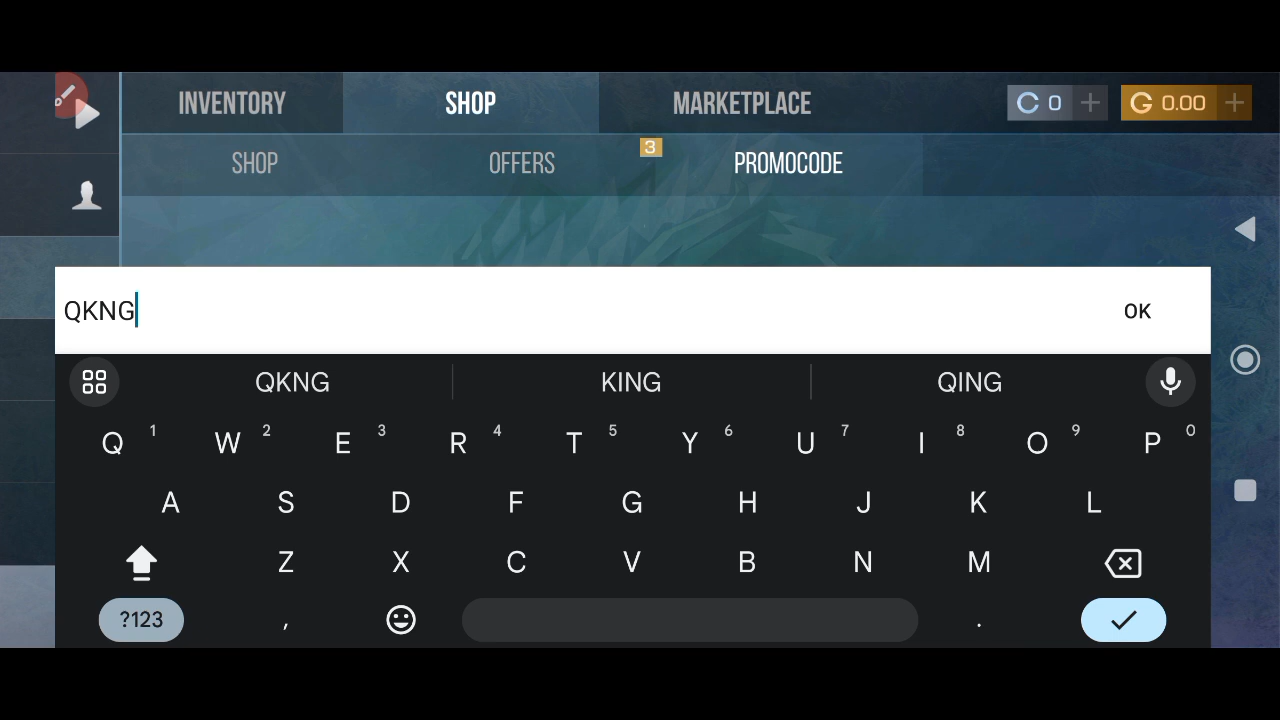 INVENTORY SHOP MARKETPLACE C 0 + G 0.00 +
SHOP OFFERS 3 PROMOCODE
QKNG OK
QKNG KING QING
Q 1 W 2 E 3 R 4 T 5 Y 6 U 7 I 8 O 9 P 0
A S D F G H J K L
Z X C V B N M
?123 , .